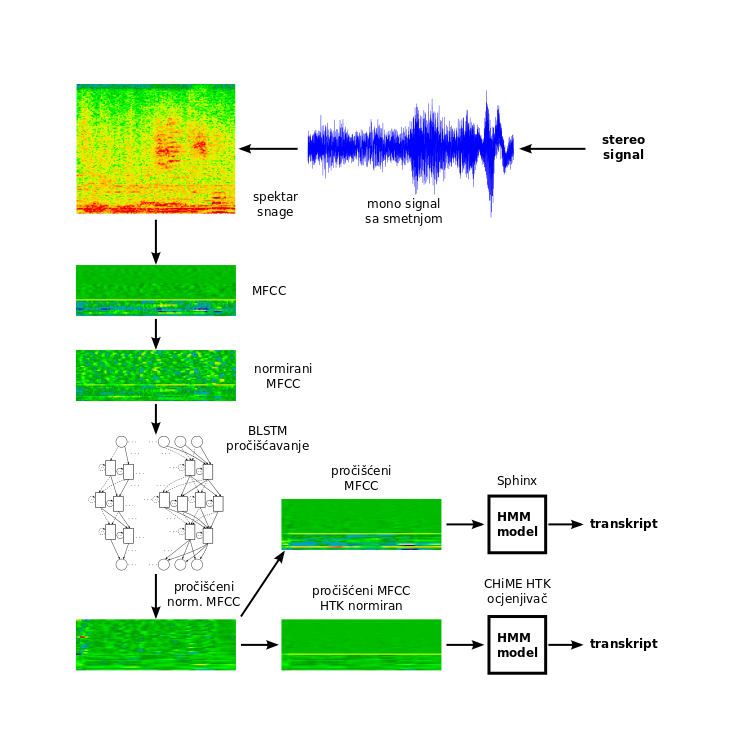 stereo
signal
mono signal
sa smetnjom
spektar
snage
MFCC
normirani
MFCC
BLSTM
pročišćavanje
pročišćeni
norm. MFCC
pročišćeni
MFCC
Sphinx
HMM
model
transkript
pročišćeni MFCC
HTK normiran
CHiME HTK
ocjenjivač
HMM
model
transkript